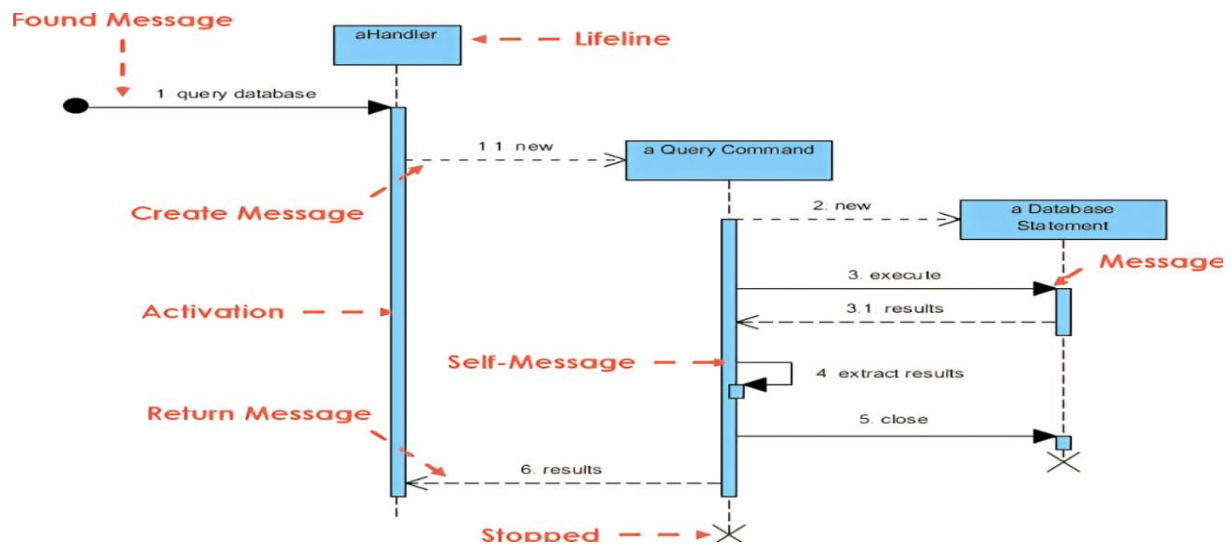 Found Message
aHandler
Lifeline
1 query database
1 1: new
a Query Command
Create Message
2. new
a Database
Statement
Message
3. execute
Activation
3.1. results
Self-Message
4. extract results
Return Message
5. close
6. results
Stopped